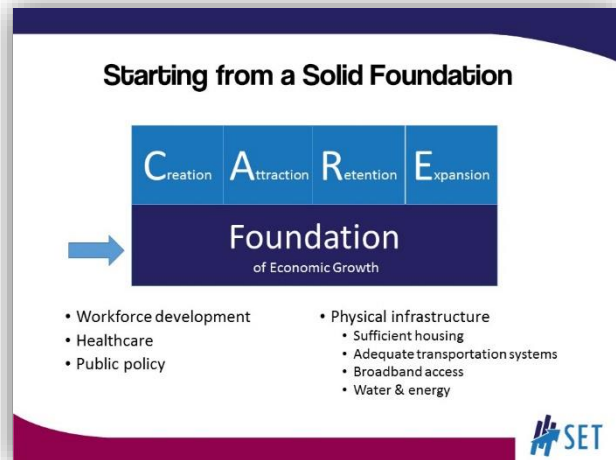 Starting from a Solid Foundation
Creation Attraction Retention Expansion
Foundation
of Economic Growth
• Workforce development
• Healthcare
• Public policy
• Physical infrastructure
• Sufficient housing
• Adequate transportation systems
• Broadband access
• Water & energy
SET